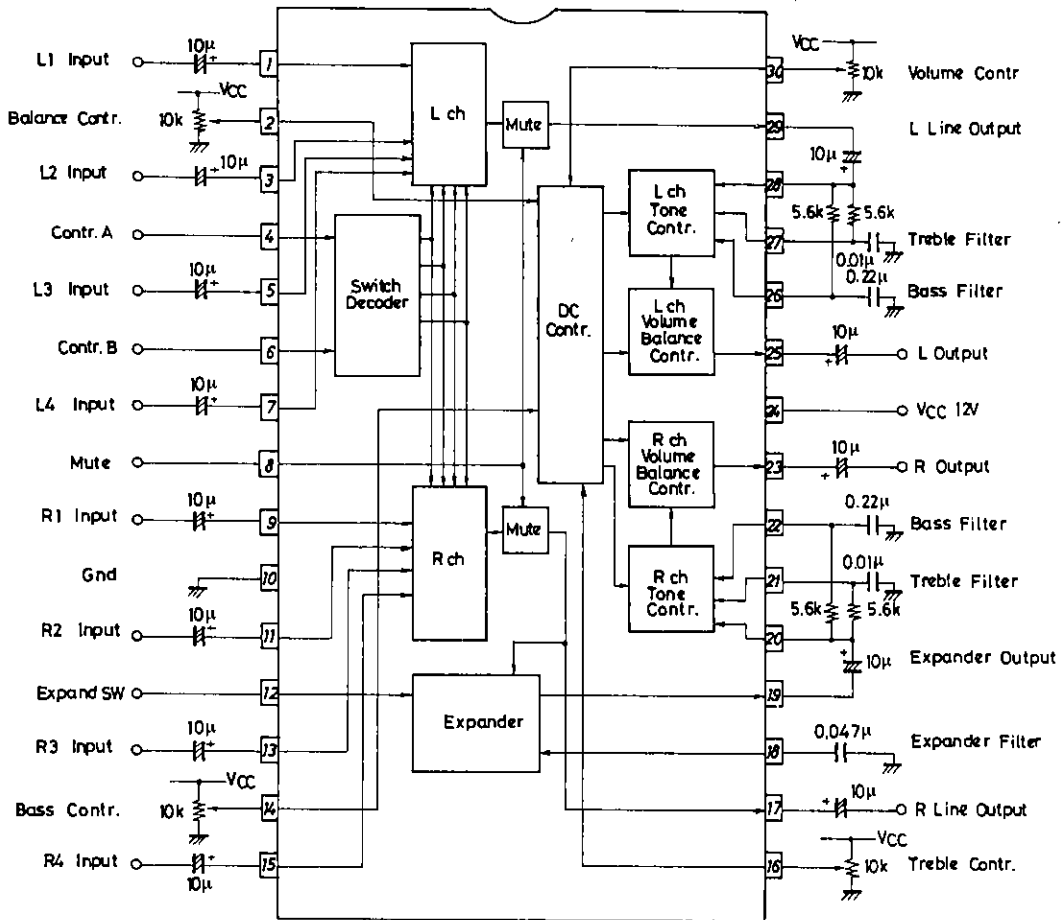 L1 Input
10μ
+
1
VCC
Balance Contr.
10k
2
L2 Input
10μ
+
3
Contr. A
4
L3 Input
10μ
+
5
Contr. B
6
L4 Input
10μ
+
7
Mute
8
R1 Input
10μ
+
9
Gnd
10
R2 Input
10μ
+
11
Expand SW
12
R3 Input
10μ
+
13
VCC
Bass Contr.
10k
14
R4 Input
+
10μ
15
L ch
Mute
Switch
Decoder
DC
Contr.
L ch
Tone
Contr.
L ch
Volume
Balance
Contr.
R ch
Volume
Balance
Contr.
R ch
Mute
R ch
Tone
Contr.
Expander
VCC
30
10k
Volume Contr
29
L Line Output
10μ
+
28
5.6k
5.6k
27
Treble Filter
0.01μ
0.22μ
26
Bass Filter
10μ
25
+
L Output
24
VCC 12V
10μ
23
+
R Output
0.22μ
22
Bass Filter
0.01μ
21
Treble Filter
5.6k
5.6k
20
+
10μ
Expander Output
19
0.047μ
Expander Filter
18
10μ
17
+
R Line Output
VCC
16
10k
Treble Contr.